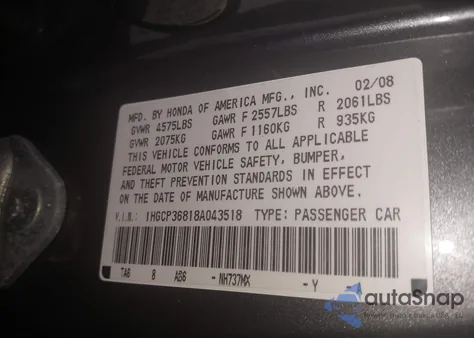 MFD. BY HONDA OF AMERICA MFG., INC. 02/08
GVWR 4575LBS GAWR F 2557LBS R 2061LBS
GVWR 2075KG GAWR F 1160KG R 935KG
THIS VEHICLE CONFORMS TO ALL APPLICABLE
FEDERAL MOTOR VEHICLE SAFETY, BUMPER,
AND THEFT PREVENTION STANDARDS IN EFFECT
ON THE DATE OF MANUFACTURE SHOWN ABOVE.
V.I.N.: 1HGCP36818A043518 TYPE: PASSENGER CAR
TA6 8 AB6 - NH737MX - Y
autoSnap